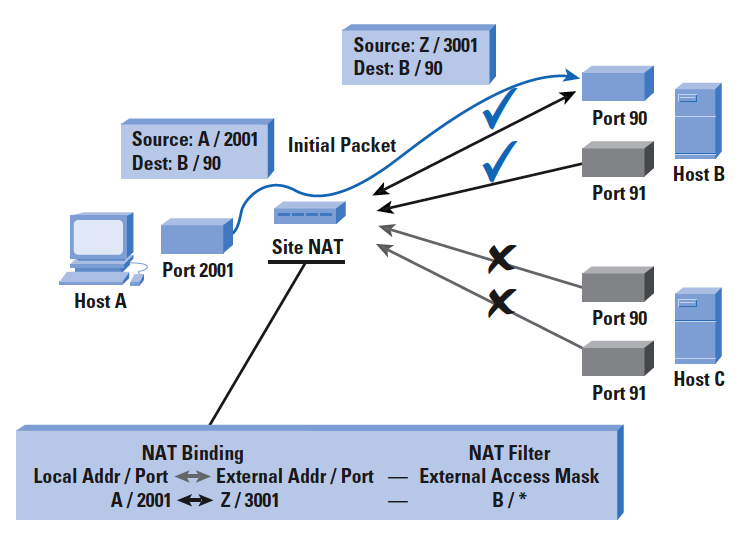 Source: Z / 3001
Dest: B / 90
Source: A / 2001
Dest: B / 90
Initial Packet
Port 90
Host B
Port 91
Site NAT
Port 2001
Host A
Port 90
Host C
Port 91
NAT Binding
NAT Filter
Local Addr / Port ↔ External Addr / Port — External Access Mask
A / 2001 ↔ Z / 3001 — B / *